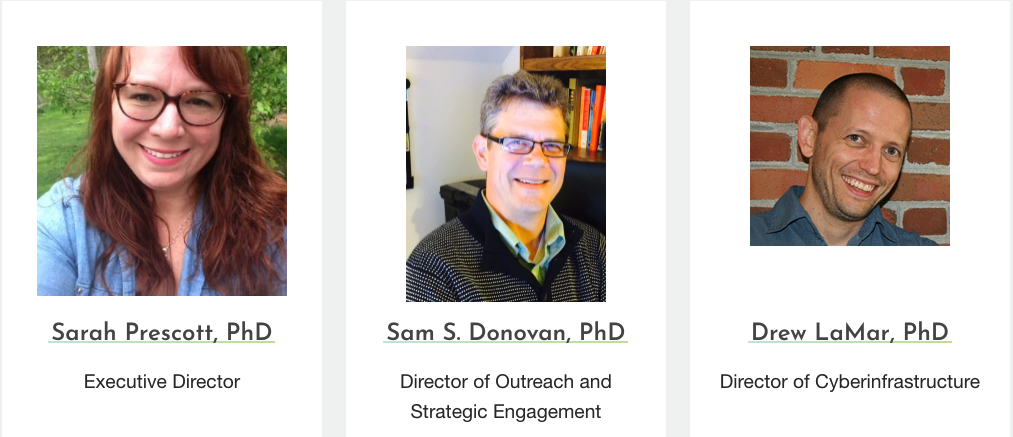 Sarah Prescott, PhD
Executive Director
Sam S. Donovan, PhD
Director of Outreach and
Strategic Engagement
Drew LaMar, PhD
Director of Cyberinfrastructure